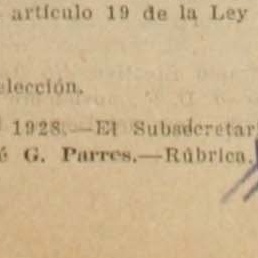 artículo 19 de la Ley
elección.
1928.—El Subsecretar
é G. Parres.—Rúbrica.